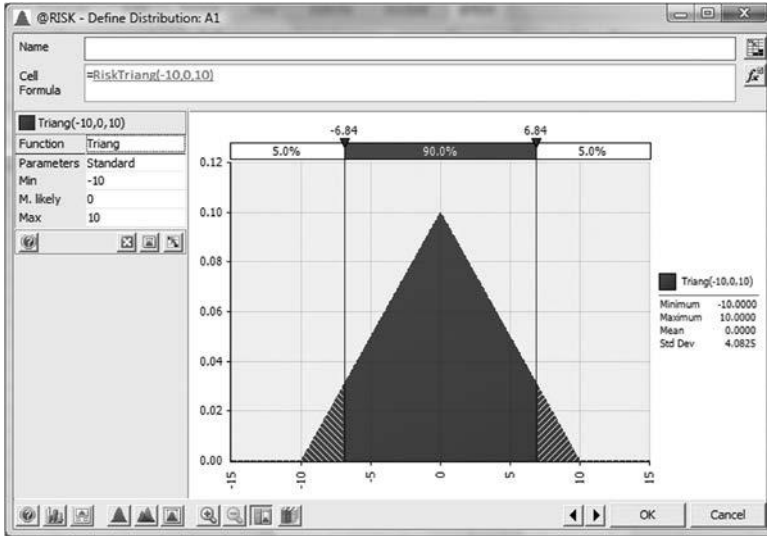 @RISK - Define Distribution: A1
Name
Cell Formula
=RiskTriang(-10,0,10)
Triang(-10,0,10)
Function Triang
Parameters Standard
Min -10
M. likely 0
Max 10
-6.84 6.84
5.0% 90.0% 5.0%
0.12
0.10
0.08
0.06
0.04
0.02
0.00
-15 -10 -5 0 5 10 15
Triang(-10,0,10)
Minimum -10.0000
Maximum 10.0000
Mean 0.0000
Std Dev 4.0825
OK Cancel